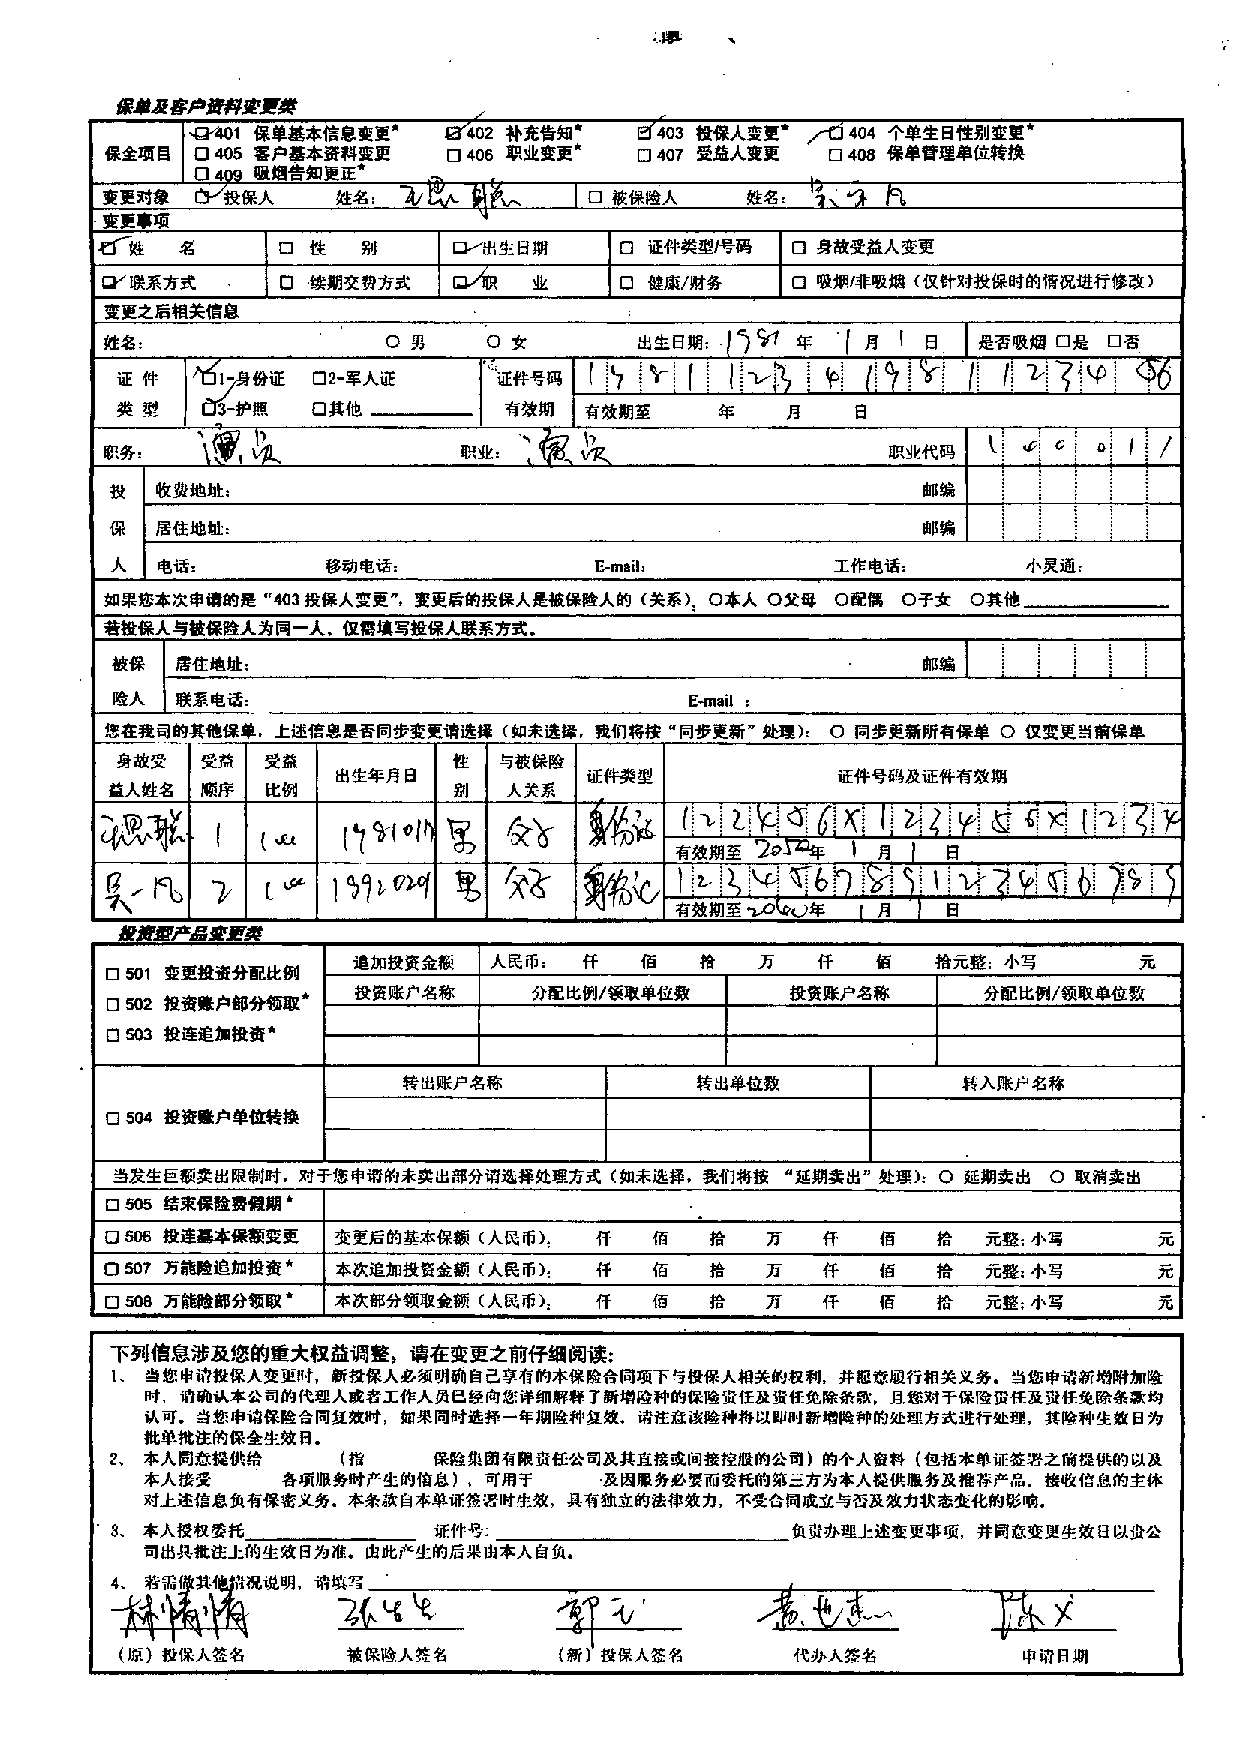 保单及客户资料变更类
保全项目
☑401 保单基本信息变更* ☑402 补充告知* ☑403 投保人变更* ☑404 个单生日性别变更*
□405 客户基本资料变更 □406 职业变更* □407 受益人变更 □408 保单管理单位转换
□409 吸烟告知更正*
变更对象 ☑投保人 姓名: 王思聪 □被保险人 姓名: 吴亦凡
变更事项
☑姓 名 □性 别 ☑出生日期 □证件类型/号码 □身故受益人变更
☑联系方式 □续期交费方式 ☑职 业 □健康/财务 □吸烟/非吸烟（仅针对投保时的情况进行修改）
变更之后相关信息
姓名: ○男 ○女 出生日期: 1981 年 1 月 1 日 是否吸烟 □是 □否
证件类型 ☑1-身份证 □2-军人证 证件号码
☑3-护照 □其他 有效期 有效期至 年 月 日
职务: 演员 职业: 演员 职业代码
投保人
收费地址: 邮编
居住地址: 邮编
电话: 移动电话: E-mail: 工作电话: 小灵通:
如果您本次申请的是“403投保人变更”，变更后的投保人是被保险人的（关系）: ○本人 ○父母 ○配偶 ○子女 ○其他
若投保人与被保险人为同一人，仅需填写投保人联系方式。
被保险人
居住地址: 邮编
联系电话: E-mail :
您在我司的其他保单，上述信息是否同步变更请选择（如未选择，我们将按“同步更新”处理）: ○ 同步更新所有保单 ○ 仅变更当前保单
身故受益人姓名 受益顺序 受益比例 出生年月日 性别 与被保险人关系 证件类型 证件号码及证件有效期
王思聪 1 男 父子 身份证
有效期至 2050年 1 月 1 日
吴一凡 2 男 父子 身份证 123456789123456789
有效期至 2060年 1 月 1 日
投资型产品变更类
□501 变更投资分配比例
□502 投资账户部分领取*
□503 投连追加投资*
追加投资金额 人民币: 仟 佰 拾 万 仟 佰 拾元整: 小写 元
投资账户名称 分配比例/领取单位数 投资账户名称 分配比例/领取单位数
□504 投资账户单位转换
转出账户名称 转出单位数 转入账户名称
当发生巨额卖出限制时，对于您申请的未卖出部分请选择处理方式（如未选择，我们将按 “延期卖出” 处理）: ○ 延期卖出 ○ 取消卖出
□505 结束保险费假期*
□506 投连基本保额变更 变更后的基本保额（人民币）: 仟 佰 拾 万 仟 佰 拾 元整: 小写 元
□507 万能险追加投资* 本次追加投资金额（人民币）: 仟 佰 拾 万 仟 佰 拾 元整: 小写 元
□508 万能险部分领取* 本次部分领取金额（人民币）: 仟 佰 拾 万 仟 佰 拾 元整: 小写 元
下列信息涉及您的重大权益调整，请在变更之前仔细阅读:
1、 当您申请投保人变更时，新投保人必须明确自己享有的本保险合同项下与投保人相关的权利，并愿意履行相关义务。当您申请新增附加险
时，请确认本公司的代理人或者工作人员已经向您详细解释了新增险种的保险责任及责任免除条款，且您对于保险责任及责任免除条款均
认可。当您申请保险合同复效时，如果同时选择一年期险种复效，请注意该险种将以即时新增险种的处理方式进行处理，其险种生效日为
批单批注的保全生效日。
2、 本人同意提供给 （指 保险集团有限责任公司及其直接或间接控股的公司）的个人资料（包括本单证签署之前提供的以及
本人接受 各项服务时产生的信息），可用于 及因服务必要而委托的第三方为本人提供服务及推荐产品。接收信息的主体
对上述信息负有保密义务。本条款自本单证签署时生效，具有独立的法律效力，不受合同成立与否及效力状态变化的影响。
3、 本人授权委托 证件号: 负责办理上述变更事项，并同意变更生效日以贵公
司出具批注上的生效日为准。由此产生的后果由本人自负。
4、 若需做其他情况说明，请填写
林情情
（原）投保人签名 被保险人签名 （新）投保人签名 代办人签名 申请日期